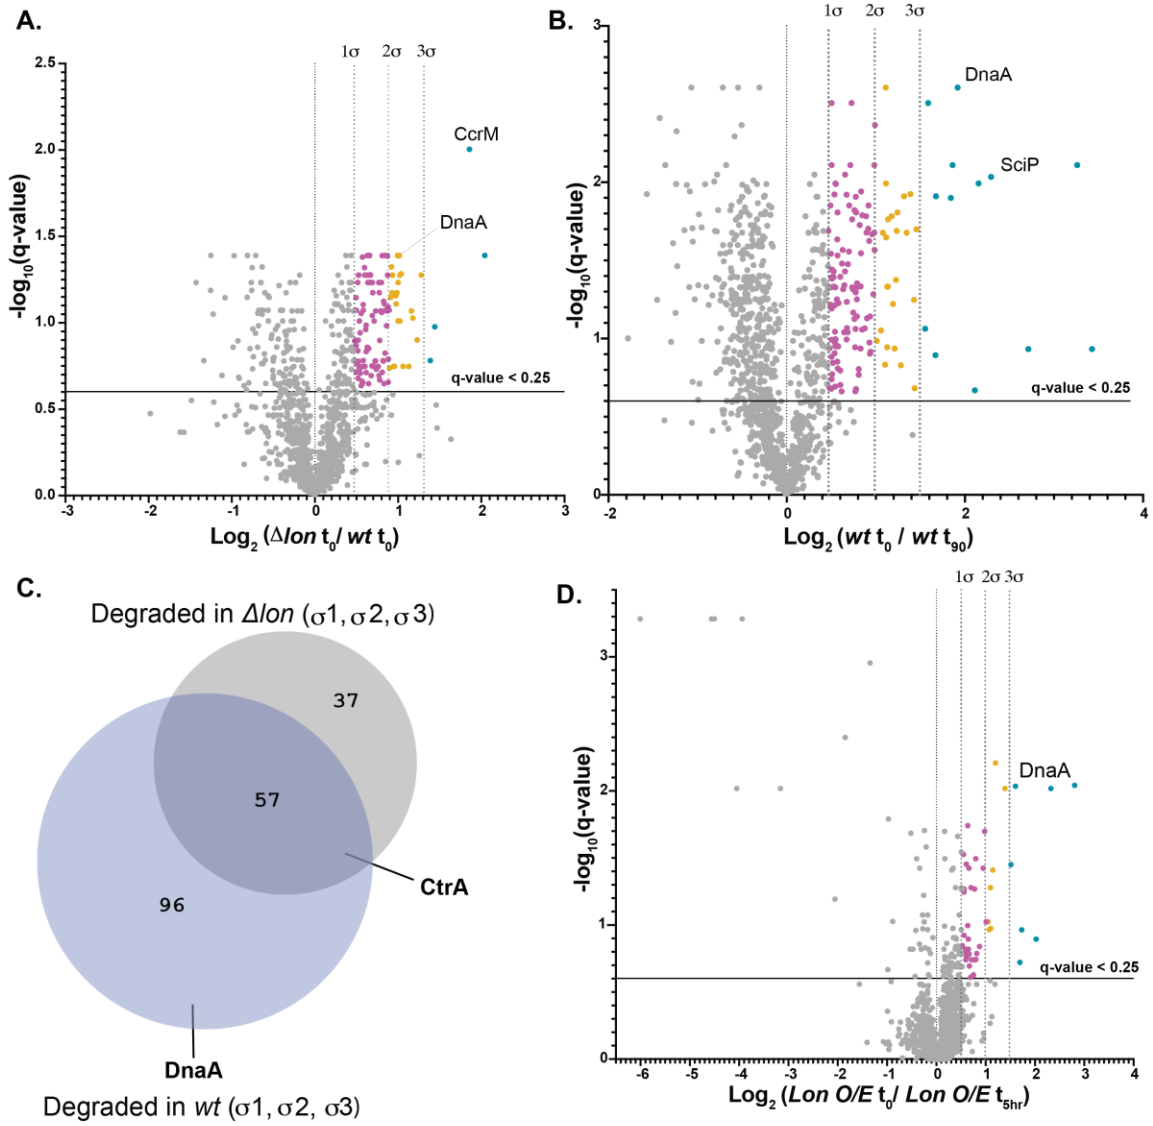 A.
1σ 2σ 3σ
2.5
2.0
1.5
1.0
0.5
0.0
-log10(q-value)
CcrM
DnaA
q-value < 0.25
-3 -2 -1 0 1 2 3
Log2 (Δlon t0/ wt t0)
B.
1σ 2σ 3σ
3
2
1
0
-log10(q-value)
DnaA
SciP
q-value < 0.25
-2 0 2 4
Log2 (wt t0 / wt t90)
C.
Degraded in Δlon (σ1, σ2, σ3)
37
57
96
CtrA
DnaA
Degraded in wt (σ1, σ2, σ3)
D.
1σ 2σ 3σ
3
2
1
0
-log10(q-value)
DnaA
q-value < 0.25
-6 -5 -4 -3 -2 -1 0 1 2 3 4
Log2 (Lon O/E t0/ Lon O/E t5hr)